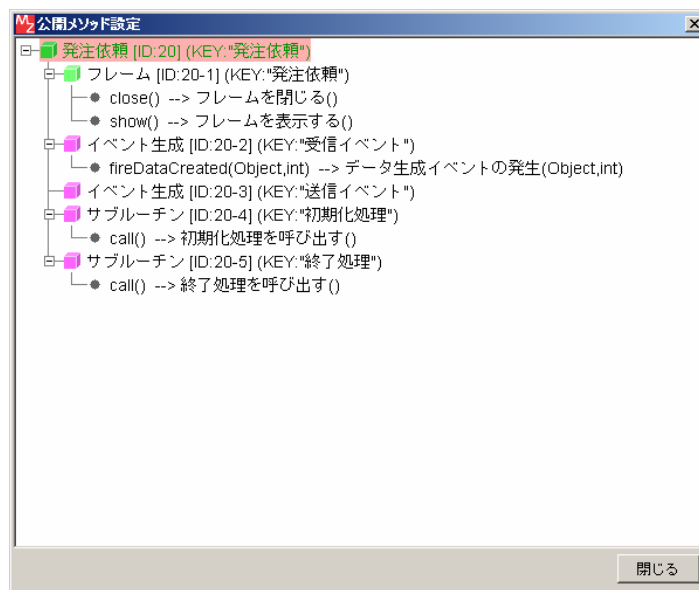 MZ 公開メソッド設定
発注依頼 [ID:20] (KEY:"発注依頼")
フレーム [ID:20-1] (KEY:"発注依頼")
close() --> フレームを閉じる()
show() --> フレームを表示する()
イベント生成 [ID:20-2] (KEY:"受信イベント")
fireDataCreated(Object,int) --> データ生成イベントの発生(Object,int)
イベント生成 [ID:20-3] (KEY:"送信イベント")
サブルーチン [ID:20-4] (KEY:"初期化処理")
call() --> 初期化処理を呼び出す()
サブルーチン [ID:20-5] (KEY:"終了処理")
call() --> 終了処理を呼び出す()
閉じる